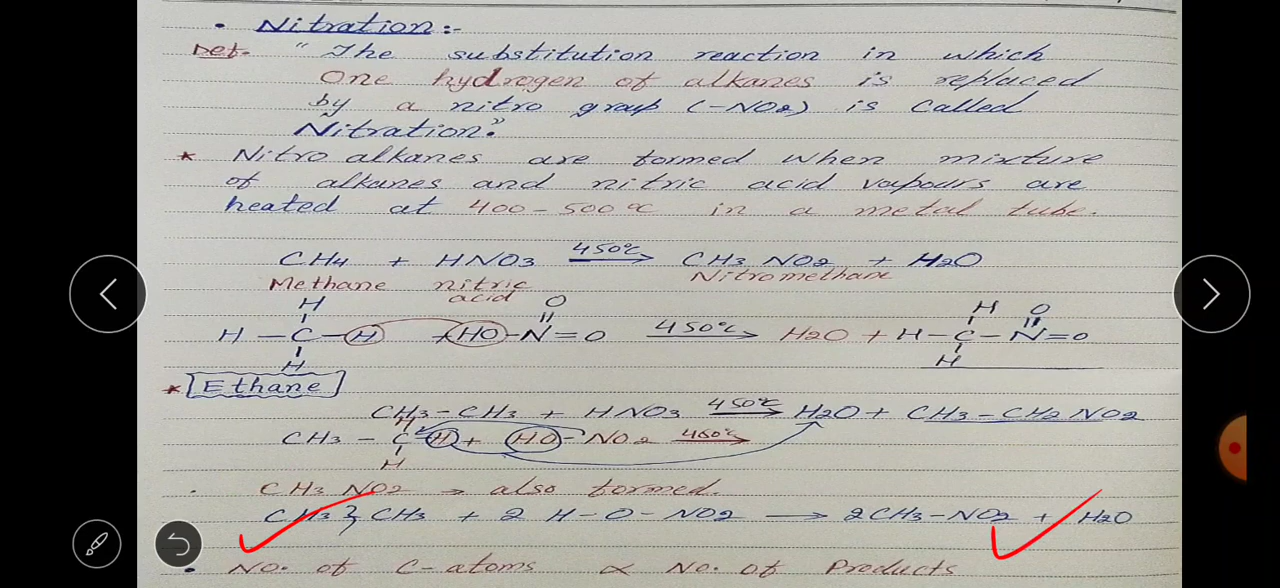 • Nitration :-
Def. "The substitution reaction in which
One hydrogen of alkanes is replaced
by a nitro group (-NO2) is called
Nitration."
* Nitro alkanes are formed when mixture
of alkanes and nitric acid vapours are
heated at 400-500°C in a metal tube.
CH4 + HNO3 450°C → CH3 NO2 + H2O
Methane nitric acid Nitromethane
H O H O
H - C - H + HO - N = O 450°C → H2O + H - C - N = O
H H
* Ethane
CH3 - CH3 + HNO3 450°C → H2O + CH3 - CH2 NO2
H
CH3 - C - H + HO - NO2 450°C →
H
. CH3 NO2 → also formed.
CH3 } CH3 + 2 H-O-NO2 → 2CH3-NO2 + H2O
• No. of C-atoms ∝ No. of Products